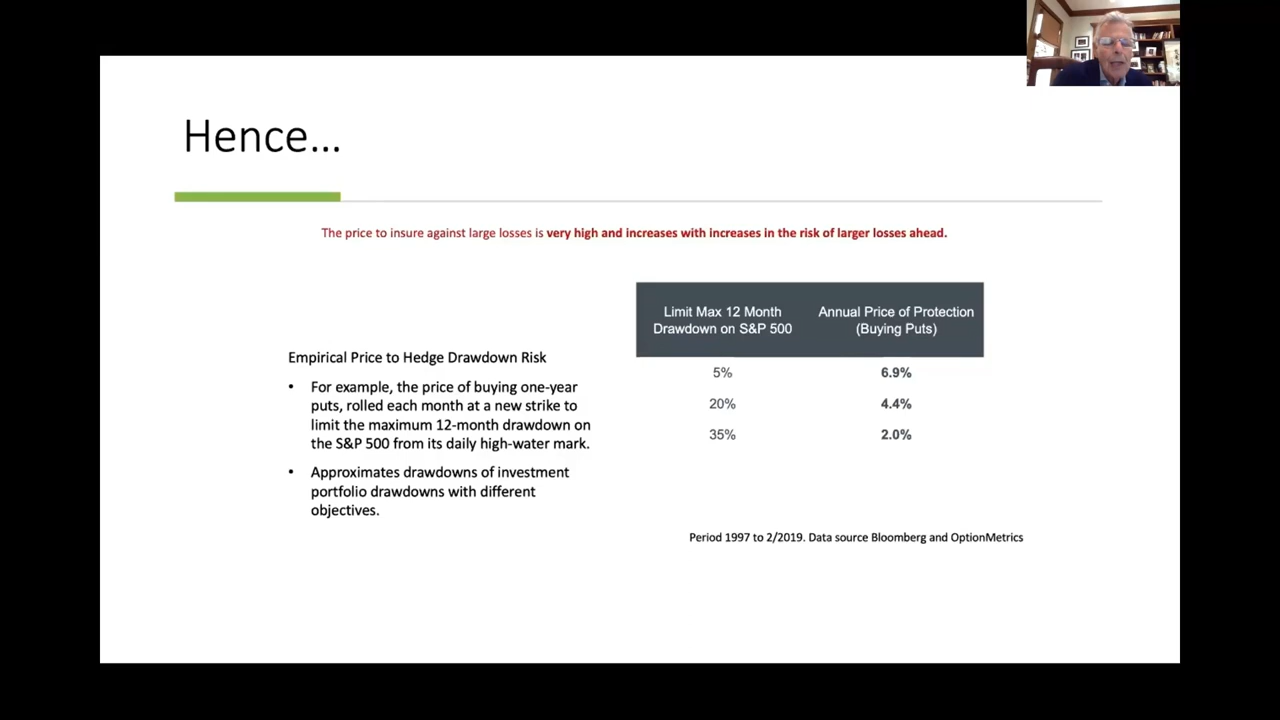 Hence...
The price to insure against large losses is very high and increases with increases in the risk of larger losses ahead.
Empirical Price to Hedge Drawdown Risk
• For example, the price of buying one-year
puts, rolled each month at a new strike to
limit the maximum 12-month drawdown on
the S&P 500 from its daily high-water mark.
• Approximates drawdowns of investment
portfolio drawdowns with different
objectives.
Limit Max 12 Month
Drawdown on S&P 500
Annual Price of Protection
(Buying Puts)
5% 6.9%
20% 4.4%
35% 2.0%
Period 1997 to 2/2019. Data source Bloomberg and OptionMetrics